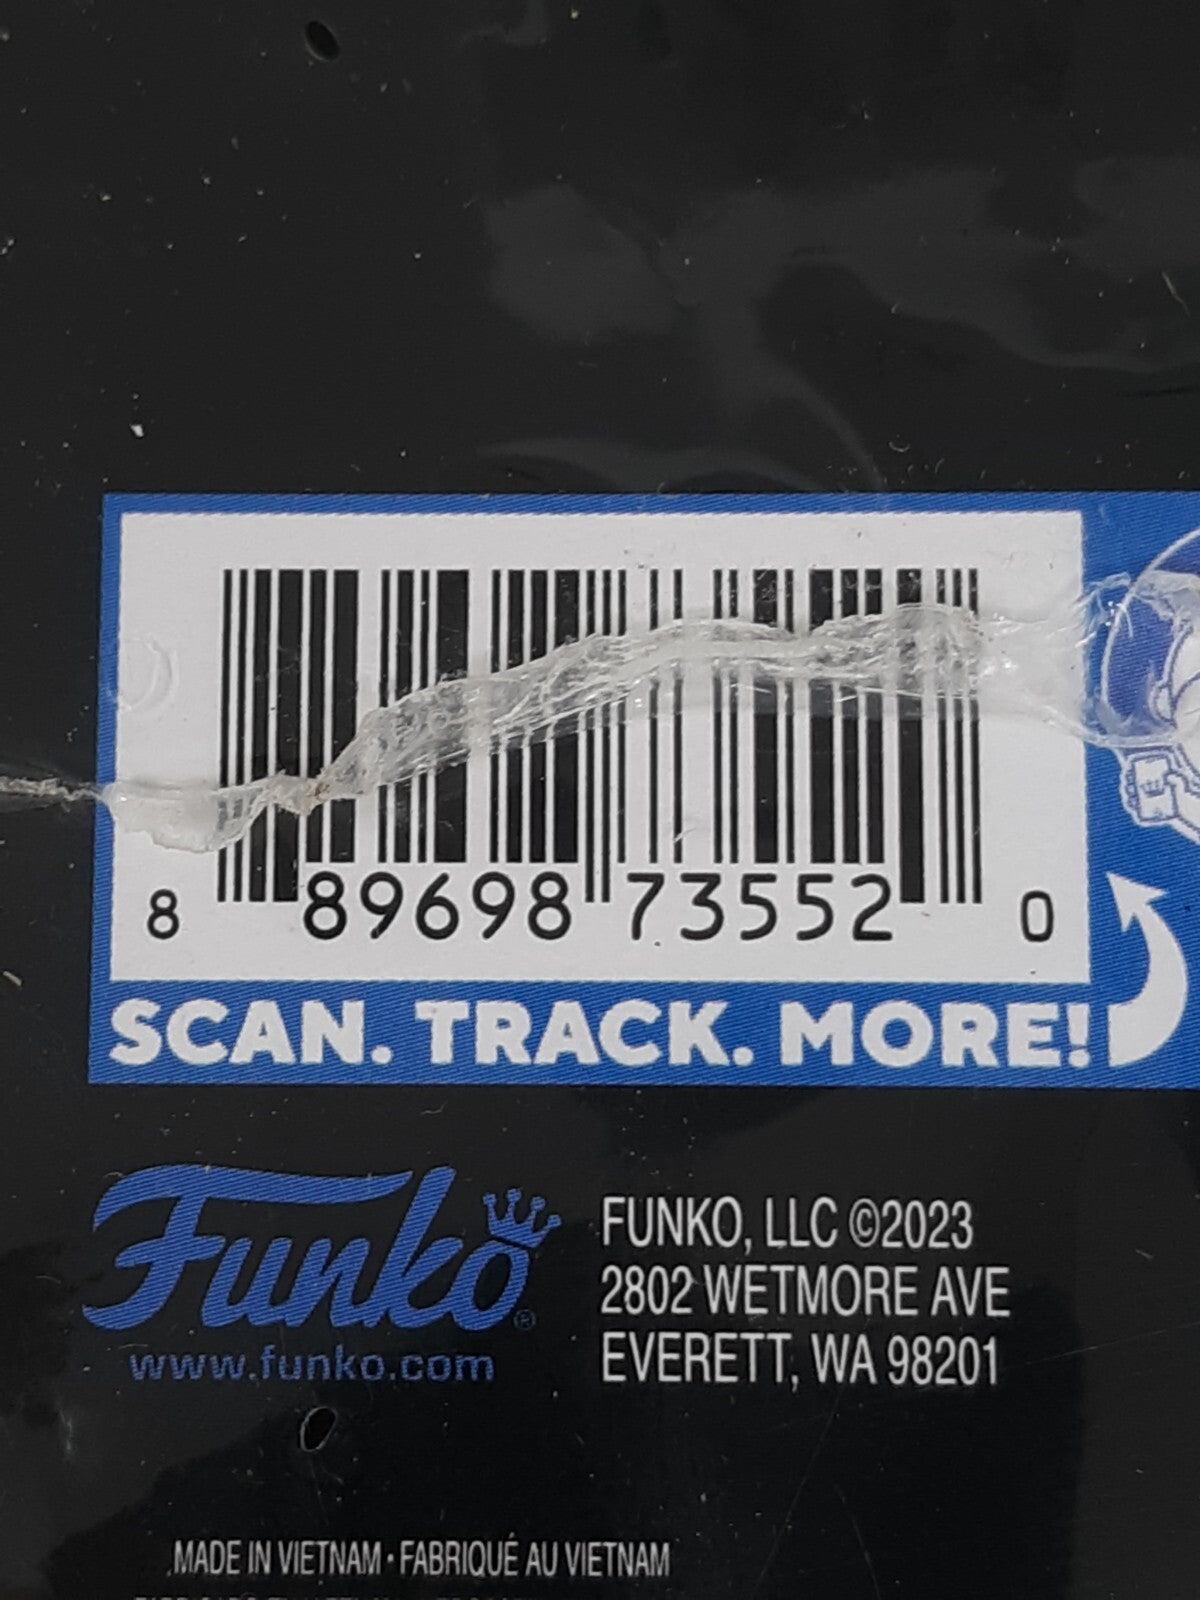 8 89698 73552 0
SCAN. TRACK. MORE!
Funko®
www.funko.com
FUNKO, LLC ©2023
2802 WETMORE AVE
EVERETT, WA 98201
MADE IN VIETNAM · FABRIQUÉ AU VIETNAM